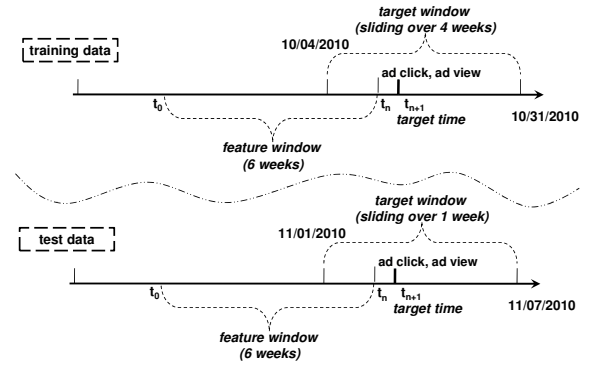 target window
(sliding over 4 weeks)
training data
10/04/2010
ad click, ad view
t0 tn tn+1
target time
10/31/2010
feature window
(6 weeks)
target window
(sliding over 1 week)
test data
11/01/2010
ad click, ad view
t0 tn tn+1
target time
11/07/2010
feature window
(6 weeks)